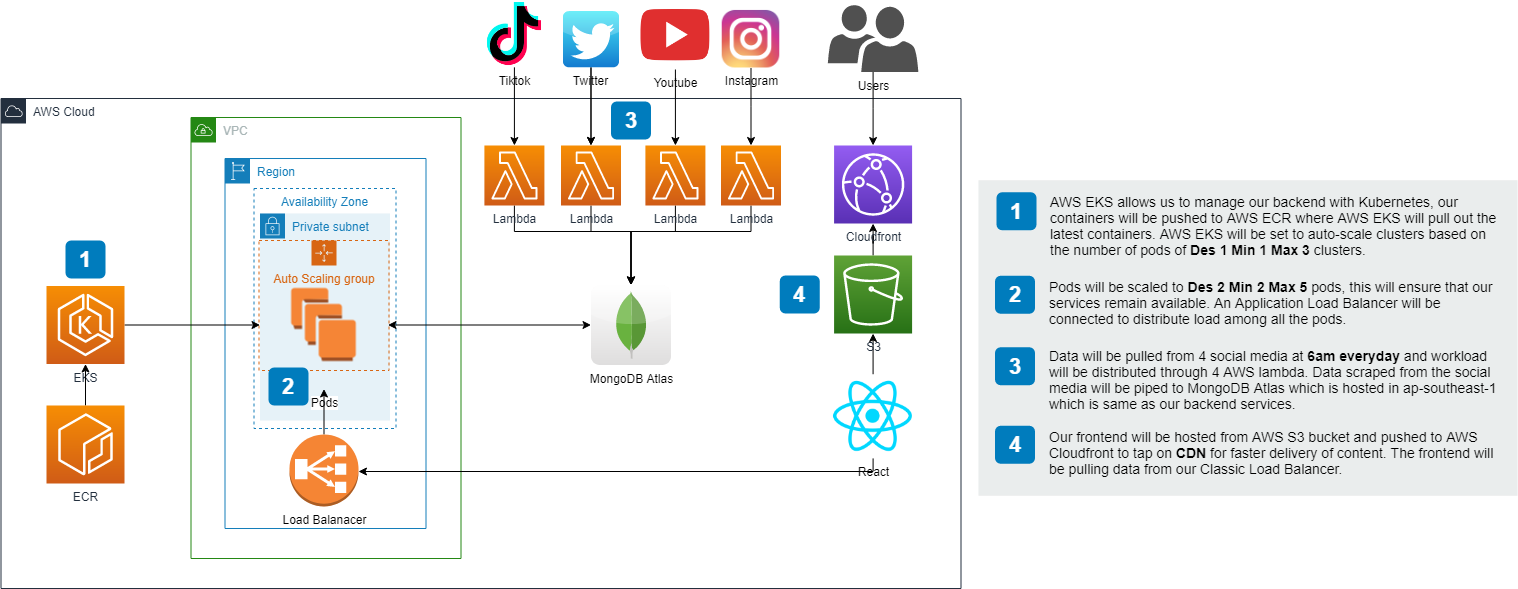 Tiktok
Twitter
Youtube
Instagram
Users
AWS Cloud
3
VPC
Region
Availability Zone
Private subnet
Lambda
Lambda
Lambda
Lambda
Cloudfront
1
Auto Scaling group
4
K
EKS
S3
MongoDB Atlas
2
Pods
React
ECR
Load Balanacer
1
AWS EKS allows us to manage our backend with Kubernetes, our
containers will be pushed to AWS ECR where AWS EKS will pull out the
latest containers. AWS EKS will be set to auto-scale clusters based on
the number of pods of Des 1 Min 1 Max 3 clusters.
2
Pods will be scaled to Des 2 Min 2 Max 5 pods, this will ensure that our
services remain available. An Application Load Balancer will be
connected to distribute load among all the pods.
3
Data will be pulled from 4 social media at 6am everyday and workload
will be distributed through 4 AWS lambda. Data scraped from the social
media will be piped to MongoDB Atlas which is hosted in ap-southeast-1
which is same as our backend services.
4
Our frontend will be hosted from AWS S3 bucket and pushed to AWS
Cloudfront to tap on CDN for faster delivery of content. The frontend will
be pulling data from our Classic Load Balancer.